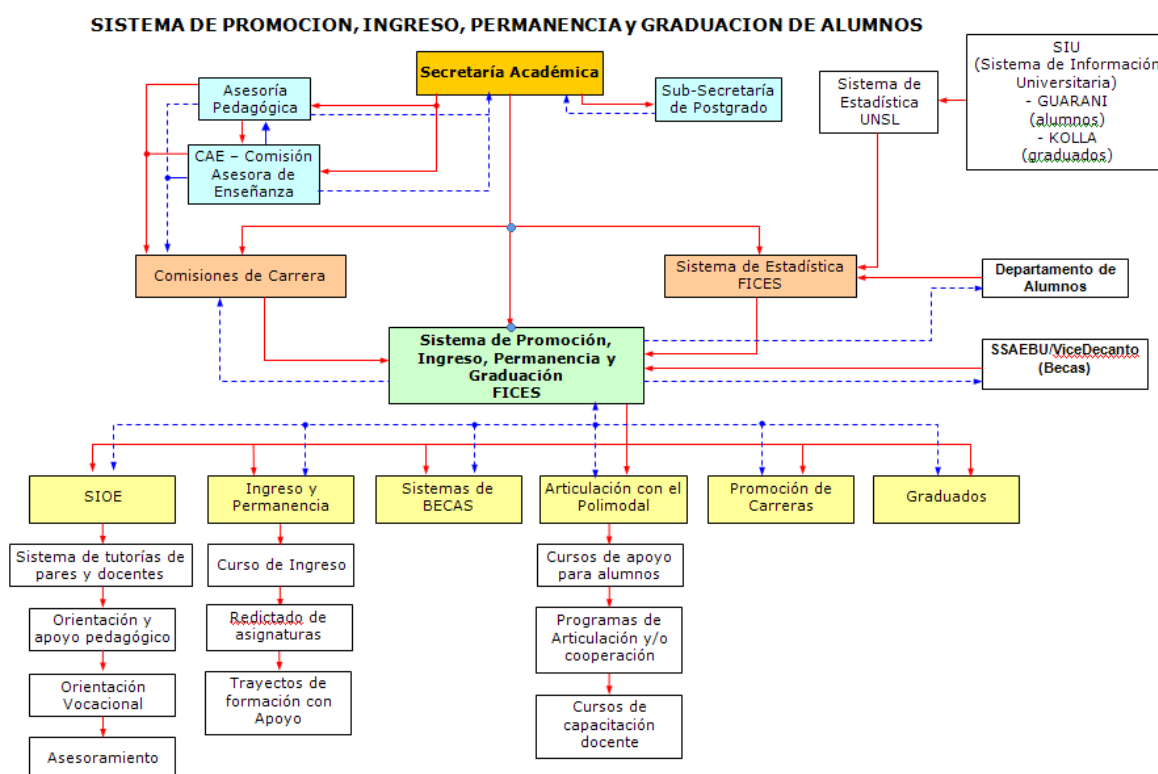 SISTEMA DE PROMOCION, INGRESO, PERMANENCIA y GRADUACION DE ALUMNOS
Secretaría Académica
Asesoría
Pedagógica
Sub-Secretaría
de Postgrado
Sistema de
Estadística
UNSL
SIU
(Sistema de Información
Universitaria)
- GUARANI
(alumnos)
- KOLLA
(graduados)
CAE – Comisión
Asesora de
Enseñanza
Comisiones de Carrera
Sistema de Estadística
FICES
Departamento de
Alumnos
Sistema de Promoción,
Ingreso, Permanencia y
Graduación
FICES
SSAEBU/ViceDecanto
(Becas)
SIOE
Ingreso y
Permanencia
Sistemas de
BECAS
Articulación con el
Polimodal
Promoción de
Carreras
Graduados
Sistema de tutorías de
pares y docentes
Curso de Ingreso
Cursos de apoyo
para alumnos
Orientación y
apoyo pedagógico
Redictado de
asignaturas
Programas de
Articulación y/o
cooperación
Orientación
Vocacional
Trayectos de
formación con
Apoyo
Cursos de
capacitación
docente
Asesoramiento